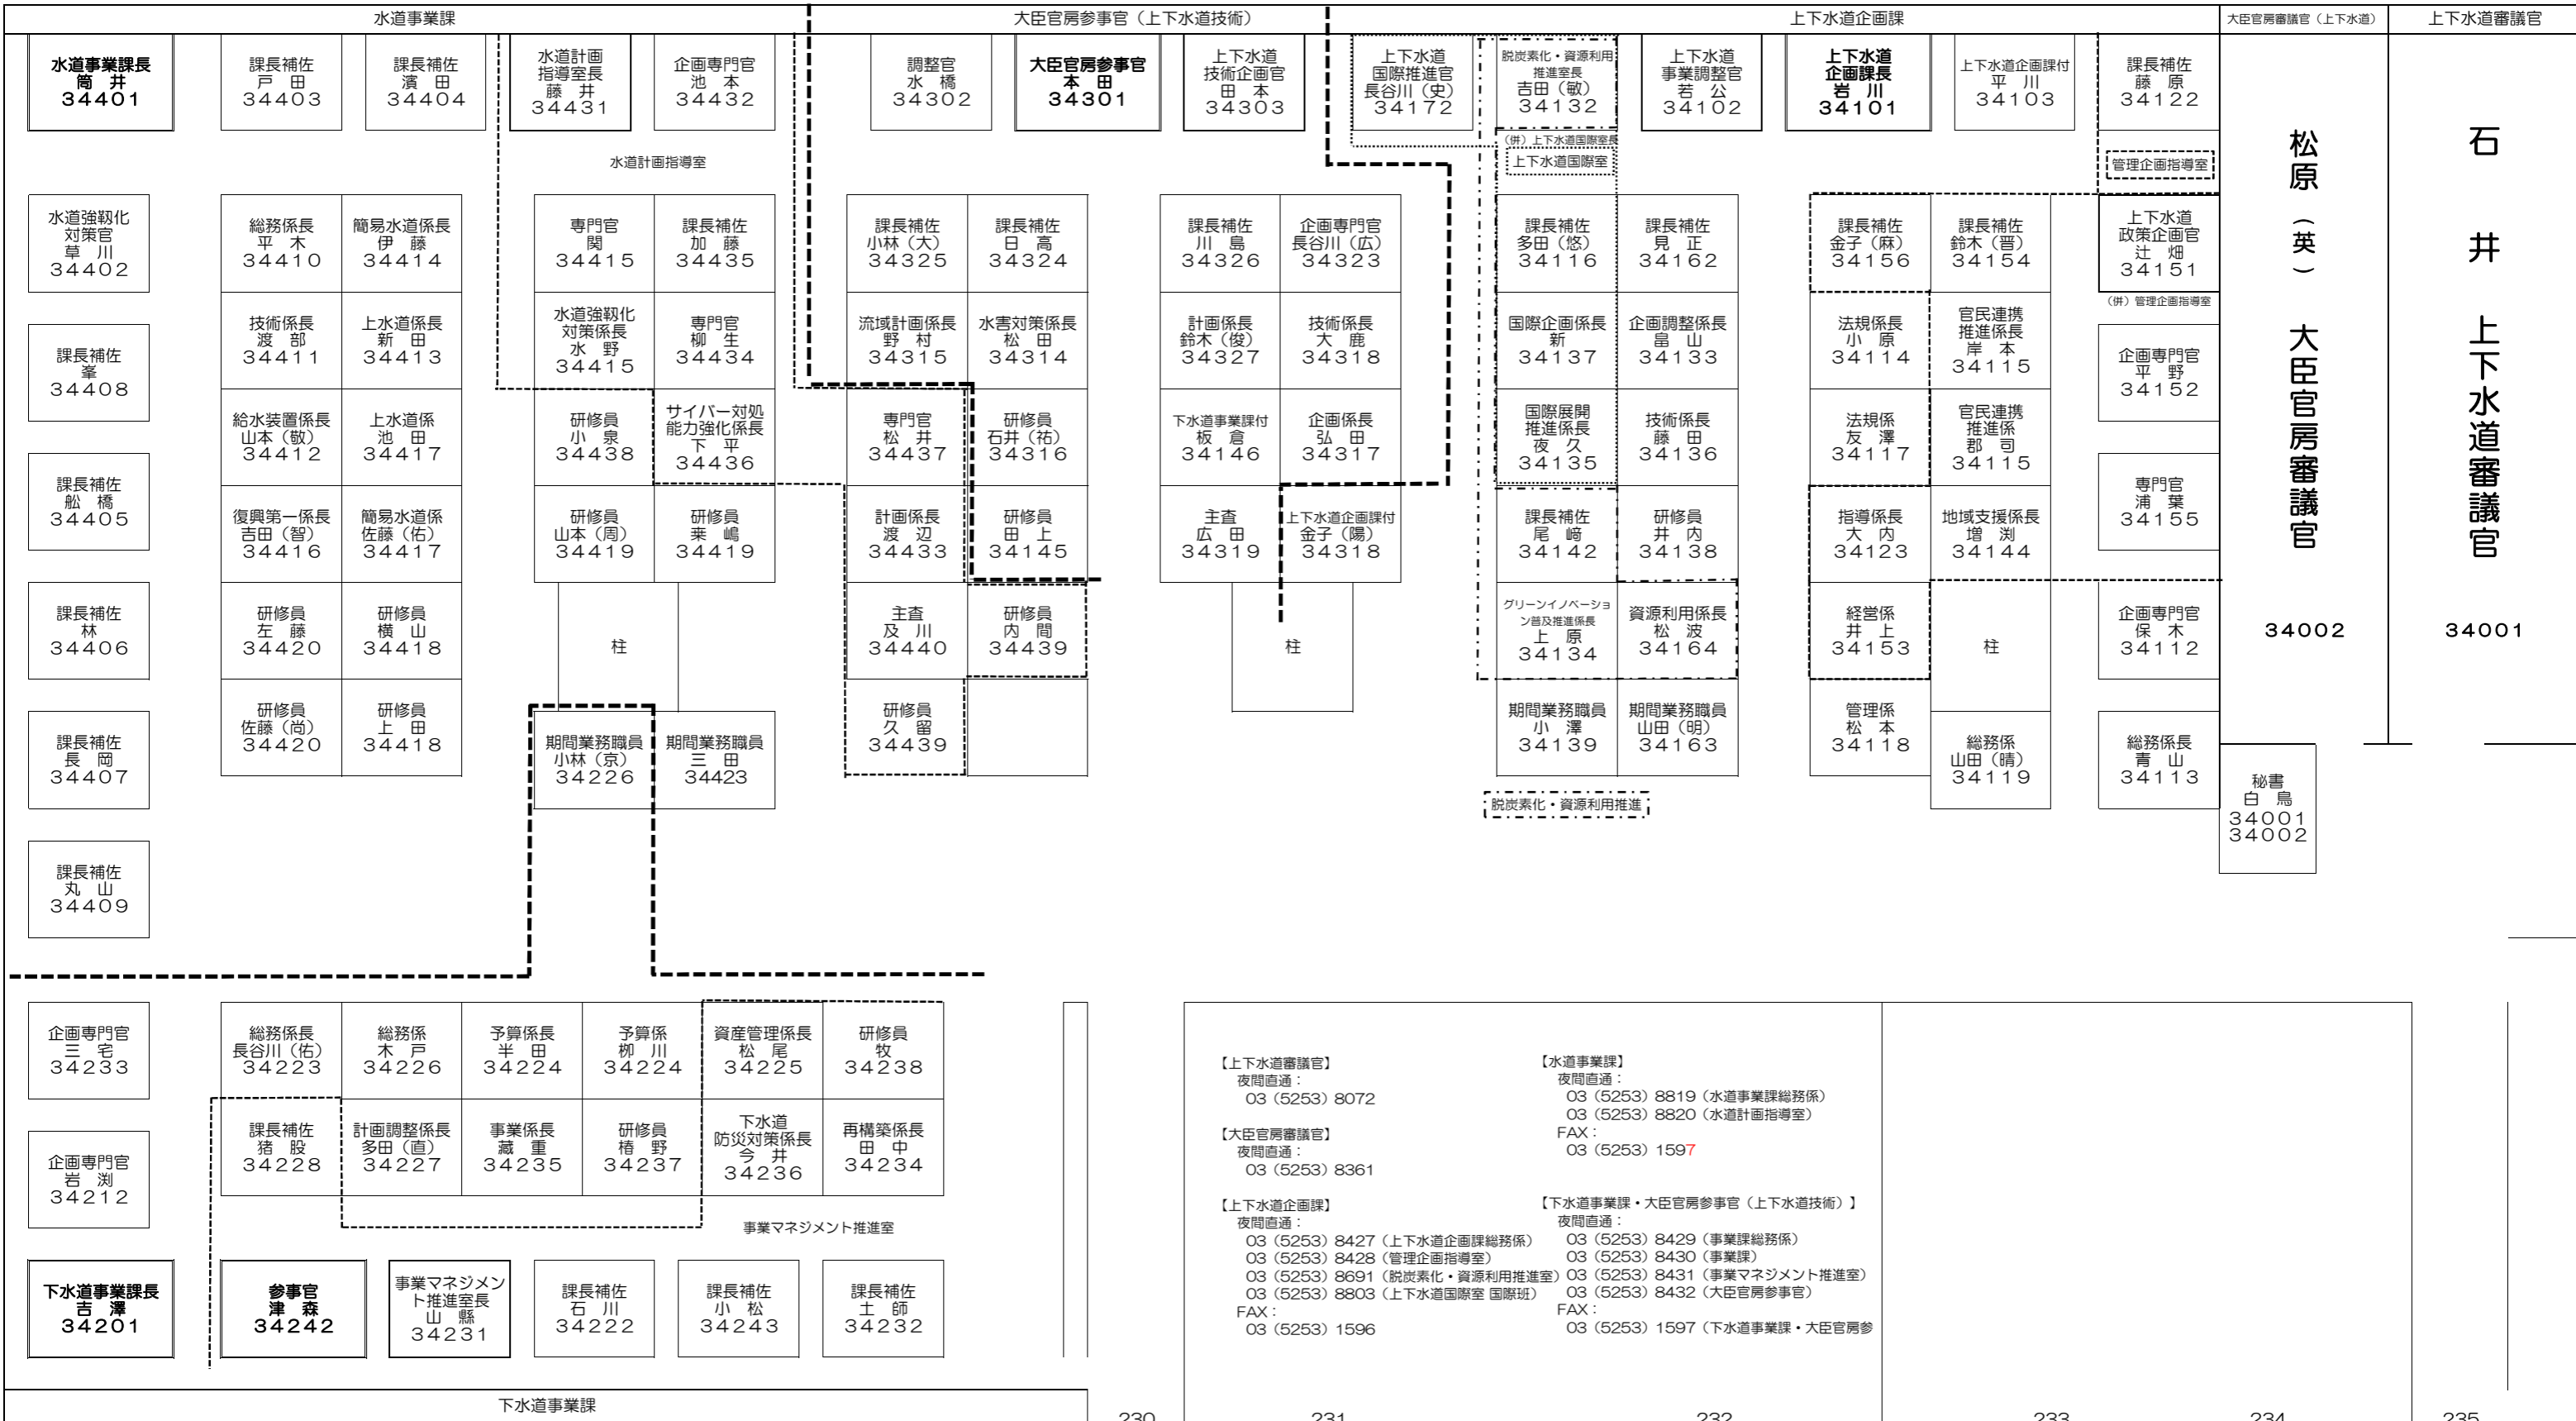 水道事業課
大臣官房参事官（上下水道技術）
上下水道企画課
大臣官房審議官（上下水道）
上下水道審議官
水道事業課長
筒 井
34401
課長補佐
戸 田
34403
課長補佐
濱 田
34404
水道計画
指導室長
藤 井
34431
企画専門官
池 本
34432
調整官
水 橋
34302
大臣官房参事官
本 田
34301
上下水道
技術企画官
田 本
34303
上下水道
国際推進官
長谷川（史）
34172
脱炭素化・資源利用
推進室長
吉田（敏）
34132
（併）上下水道国際室長
上下水道国際室
上下水道
事業調整官
若 公
34102
上下水道
企画課長
岩 川
34101
上下水道企画課付
平 川
34103
課長補佐
藤 原
34122
管理企画指導室
松原（英） 大臣官房審議官
34002
石井 上下水道審議官
34001
水道計画指導室
水道強靱化
対策官
草 川
34402
課長補佐
峯
34408
課長補佐
舩 橋
34405
課長補佐
林
34406
課長補佐
長 岡
34407
課長補佐
丸 山
34409
総務係長
平 木
34410
簡易水道係長
伊 藤
34414
技術係長
渡 部
34411
上水道係長
新 田
34413
給水装置係長
山本（敬）
34412
上水道係
池 田
34417
復興第一係長
吉田（智）
34416
簡易水道係
佐藤（佑）
34417
研修員
左 藤
34420
研修員
横 山
34418
研修員
佐藤（尚）
34420
研修員
上 田
34418
専門官
関
34415
課長補佐
加 藤
34435
水道強靱化
対策係長
水 野
34415
専門官
柳 生
34434
研修員
小 泉
34438
サイバー対処
能力強化係長
下 平
34436
研修員
山本（周）
34419
研修員
乗 嶋
34419
柱
期間業務職員
小林（京）
34226
期間業務職員
三 田
34423
課長補佐
小林（大）
34325
課長補佐
日 高
34324
流域計画係長
野 村
34315
水害対策係長
松 田
34314
専門官
松 井
34437
研修員
石井（祐）
34316
計画係長
渡 辺
34433
研修員
田 上
34145
主査
及 川
34440
研修員
内 間
34439
研修員
久 留
34439
課長補佐
川 島
34326
企画専門官
長谷川（広）
34323
計画係長
鈴木（俊）
34327
技術係長
大 鹿
34318
下水道事業課付
板 倉
34146
企画係長
弘 田
34317
主査
広 田
34319
上下水道企画課付
金子（陽）
34318
柱
課長補佐
多田（悠）
34116
課長補佐
見 正
34162
国際企画係長
新
34137
企画調整係長
畠 山
34133
国際展開
推進係長
夜 久
34135
技術係長
藤 田
34136
課長補佐
尾 﨑
34142
研修員
井 内
34138
グリーンイノベーショ
ン普及推進係長
上 原
34134
資源利用係長
松 波
34164
期間業務職員
小 澤
34139
期間業務職員
山田（明）
34163
脱炭素化・資源利用推進
課長補佐
金子（麻）
34156
課長補佐
鈴木（晋）
34154
法規係長
小 原
34114
官民連携
推進係長
岸 本
34115
法規係
友 澤
34117
官民連携
推進係
郡 司
34115
指導係長
大 内
34123
地域支援係長
増 渕
34144
経営係
井 上
34153
柱
管理係
松 本
34118
総務係
山田（晴）
34119
上下水道
政策企画官
辻 畑
34151
（併）管理企画指導室
企画専門官
平 野
34152
専門官
浦 葉
34155
企画専門官
保 木
34112
総務係長
青 山
34113
秘書
白 鳥
34001
34002
企画専門官
三 宅
34233
企画専門官
岩 渕
34212
下水道事業課長
吉 澤
34201
総務係長
長谷川（佑）
34223
総務係
木 戸
34226
予算係長
半 田
34224
予算係
栁 川
34224
資産管理係長
松 尾
34225
研修員
牧
34238
課長補佐
猪 股
34228
計画調整係長
多田（直）
34227
事業係長
藏 重
34235
研修員
椿 野
34237
下水道
防災対策係長
今 井
34236
再構築係長
田 中
34234
事業マネジメント推進室
参事官
津 森
34242
事業マネジメン
ト推進室長
山 縣
34231
課長補佐
石 川
34222
課長補佐
小 松
34243
課長補佐
土 師
34232
下水道事業課
【上下水道審議官】
夜間直通：
03（5253）8072
【大臣官房審議官】
夜間直通：
03（5253）8361
【上下水道企画課】
夜間直通：
03（5253）8427（上下水道企画課総務係）
03（5253）8428（管理企画指導室）
03（5253）8691（脱炭素化・資源利用推進室）
03（5253）8803（上下水道国際室 国際班）
FAX：
03（5253）1596
【水道事業課】
夜間直通：
03（5253）8819（水道事業課総務係）
03（5253）8820（水道計画指導室）
FAX：
03（5253）1597
【下水道事業課・大臣官房参事官（上下水道技術）】
夜間直通：
03（5253）8429（事業課総務係）
03（5253）8430（事業課）
03（5253）8431（事業マネジメント推進室）
03（5253）8432（大臣官房参事官）
FAX：
03（5253）1597（下水道事業課・大臣官房参
230
231
232
233
234
235